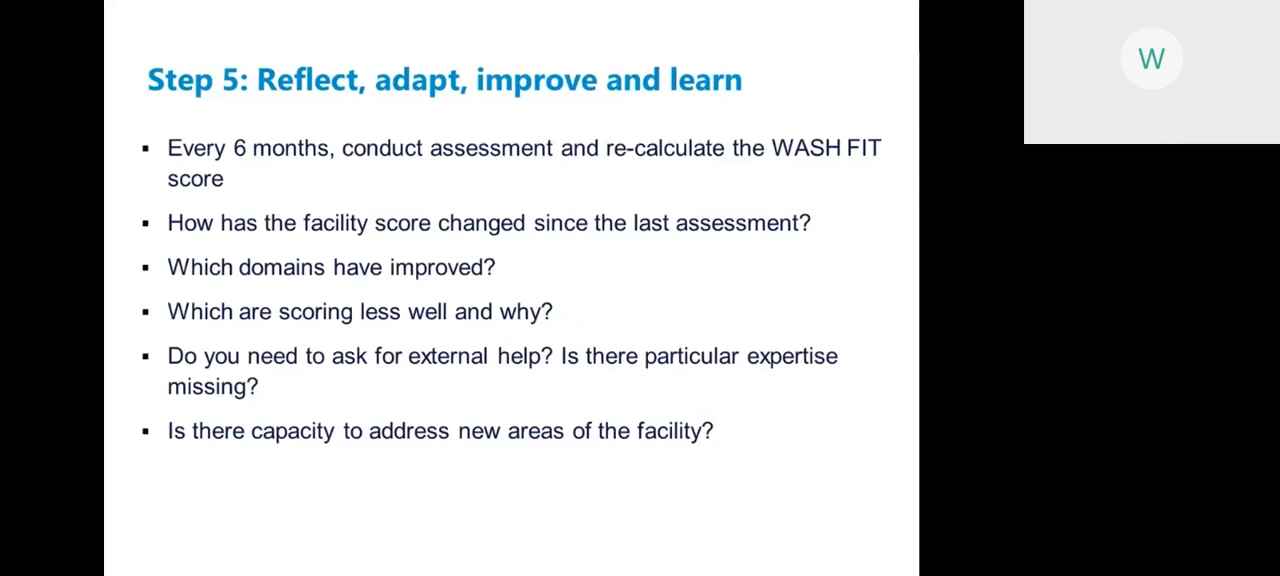 Step 5: Reflect, adapt, improve and learn
▪ Every 6 months, conduct assessment and re-calculate the WASH FIT
score
▪ How has the facility score changed since the last assessment?
▪ Which domains have improved?
▪ Which are scoring less well and why?
▪ Do you need to ask for external help? Is there particular expertise
missing?
▪ Is there capacity to address new areas of the facility?
W